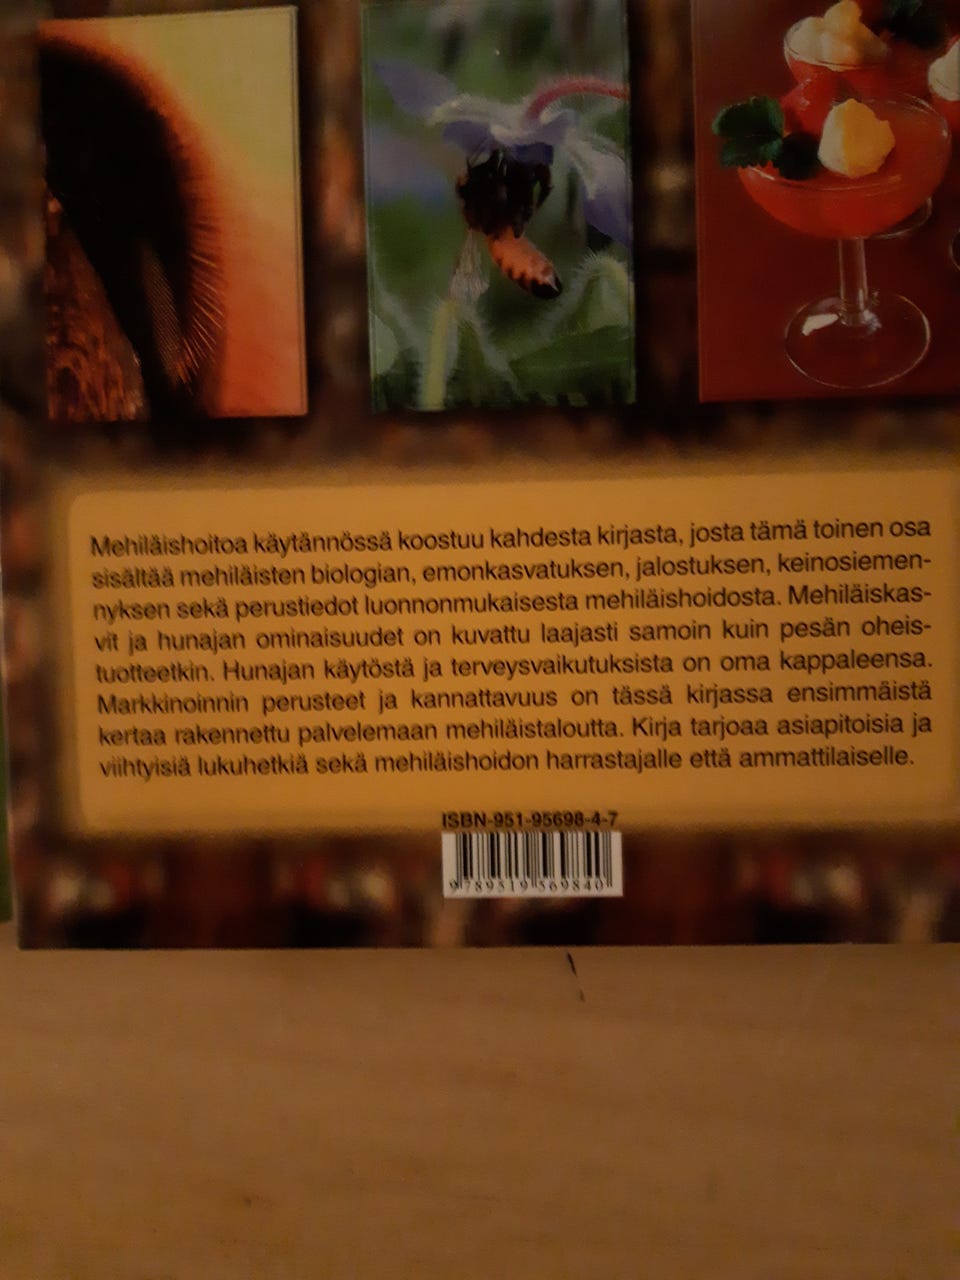 Mehiläishoitoa käytännössä koostuu kahdesta kirjasta, josta tämä toinen osa
sisältää mehiläisten biologian, emonkasvatuksen, jalostuksen, keinosiemen-
nyksen sekä perustiedot luonnonmukaisesta mehiläishoidosta. Mehiläiskas-
vit ja hunajan ominaisuudet on kuvattu laajasti samoin kuin pesän oheis-
tuotteetkin. Hunajan käytöstä ja terveysvaikutuksista on oma kappaleensa.
Markkinoinnin perusteet ja kannattavuus on tässä kirjassa ensimmäistä
kertaa rakennettu palvelemaan mehiläistaloutta. Kirja tarjoaa asiapitoisia ja
viihtyisiä lukuhetkiä sekä mehiläishoidon harrastajalle että ammattilaiselle.
ISBN-951-95698-4-7
9 789519 569840